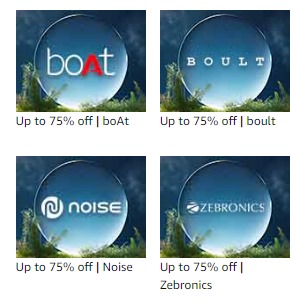 boAt
BOULT
Up to 75% off | boAt
Up to 75% off | boult
NOISE
ZEBRONICS
Up to 75% off | Noise
Up to 75% off |
Zebronics